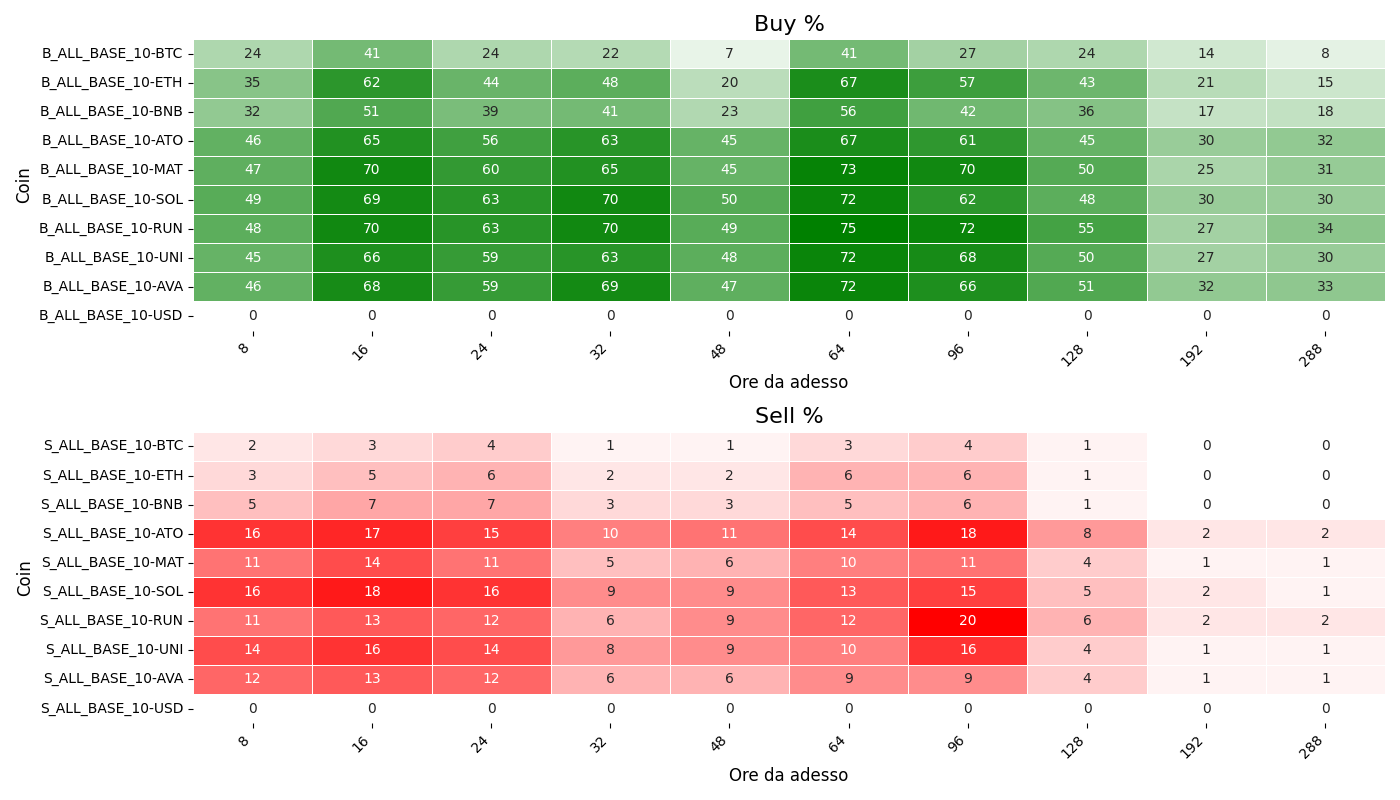 Buy %
Coin
B_ALL_BASE_10-BTC 24 41 24 22 7 41 27 24 14 8
B_ALL_BASE_10-ETH 35 62 44 48 20 67 57 43 21 15
B_ALL_BASE_10-BNB 32 51 39 41 23 56 42 36 17 18
B_ALL_BASE_10-ATO 46 65 56 63 45 67 61 45 30 32
B_ALL_BASE_10-MAT 47 70 60 65 45 73 70 50 25 31
B_ALL_BASE_10-SOL 49 69 63 70 50 72 62 48 30 30
B_ALL_BASE_10-RUN 48 70 63 70 49 75 72 55 27 34
B_ALL_BASE_10-UNI 45 66 59 63 48 72 68 50 27 30
B_ALL_BASE_10-AVA 46 68 59 69 47 72 66 51 32 33
B_ALL_BASE_10-USD 0 0 0 0 0 0 0 0 0 0
8 16 24 32 48 64 96 128 192 288
Ore da adesso
Sell %
Coin
S_ALL_BASE_10-BTC 2 3 4 1 1 3 4 1 0 0
S_ALL_BASE_10-ETH 3 5 6 2 2 6 6 1 0 0
S_ALL_BASE_10-BNB 5 7 7 3 3 5 6 1 0 0
S_ALL_BASE_10-ATO 16 17 15 10 11 14 18 8 2 2
S_ALL_BASE_10-MAT 11 14 11 5 6 10 11 4 1 1
S_ALL_BASE_10-SOL 16 18 16 9 9 13 15 5 2 1
S_ALL_BASE_10-RUN 11 13 12 6 9 12 20 6 2 2
S_ALL_BASE_10-UNI 14 16 14 8 9 10 16 4 1 1
S_ALL_BASE_10-AVA 12 13 12 6 6 9 9 4 1 1
S_ALL_BASE_10-USD 0 0 0 0 0 0 0 0 0 0
8 16 24 32 48 64 96 128 192 288
Ore da adesso